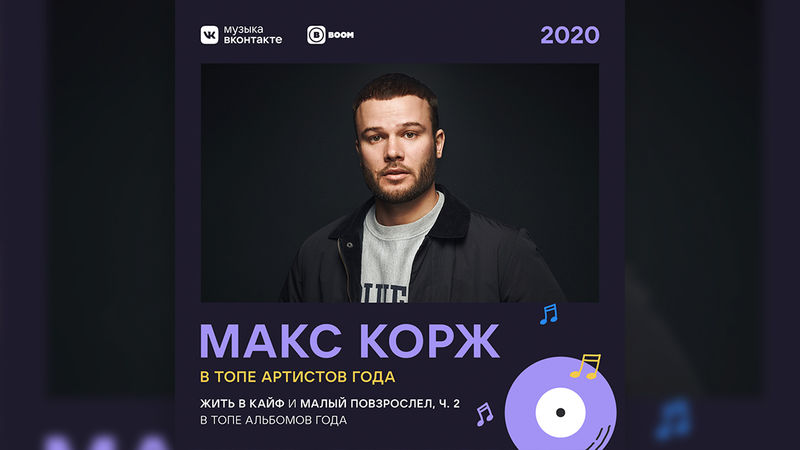 музыка
вконтакте
B BOOM
2020
МАКС КОРЖ
В ТОПЕ АРТИСТОВ ГОДА
ЖИТЬ В КАЙФ И МАЛЫЙ ПОВЗРОСЛЕЛ, Ч. 2
В ТОПЕ АЛЬБОМОВ ГОДА